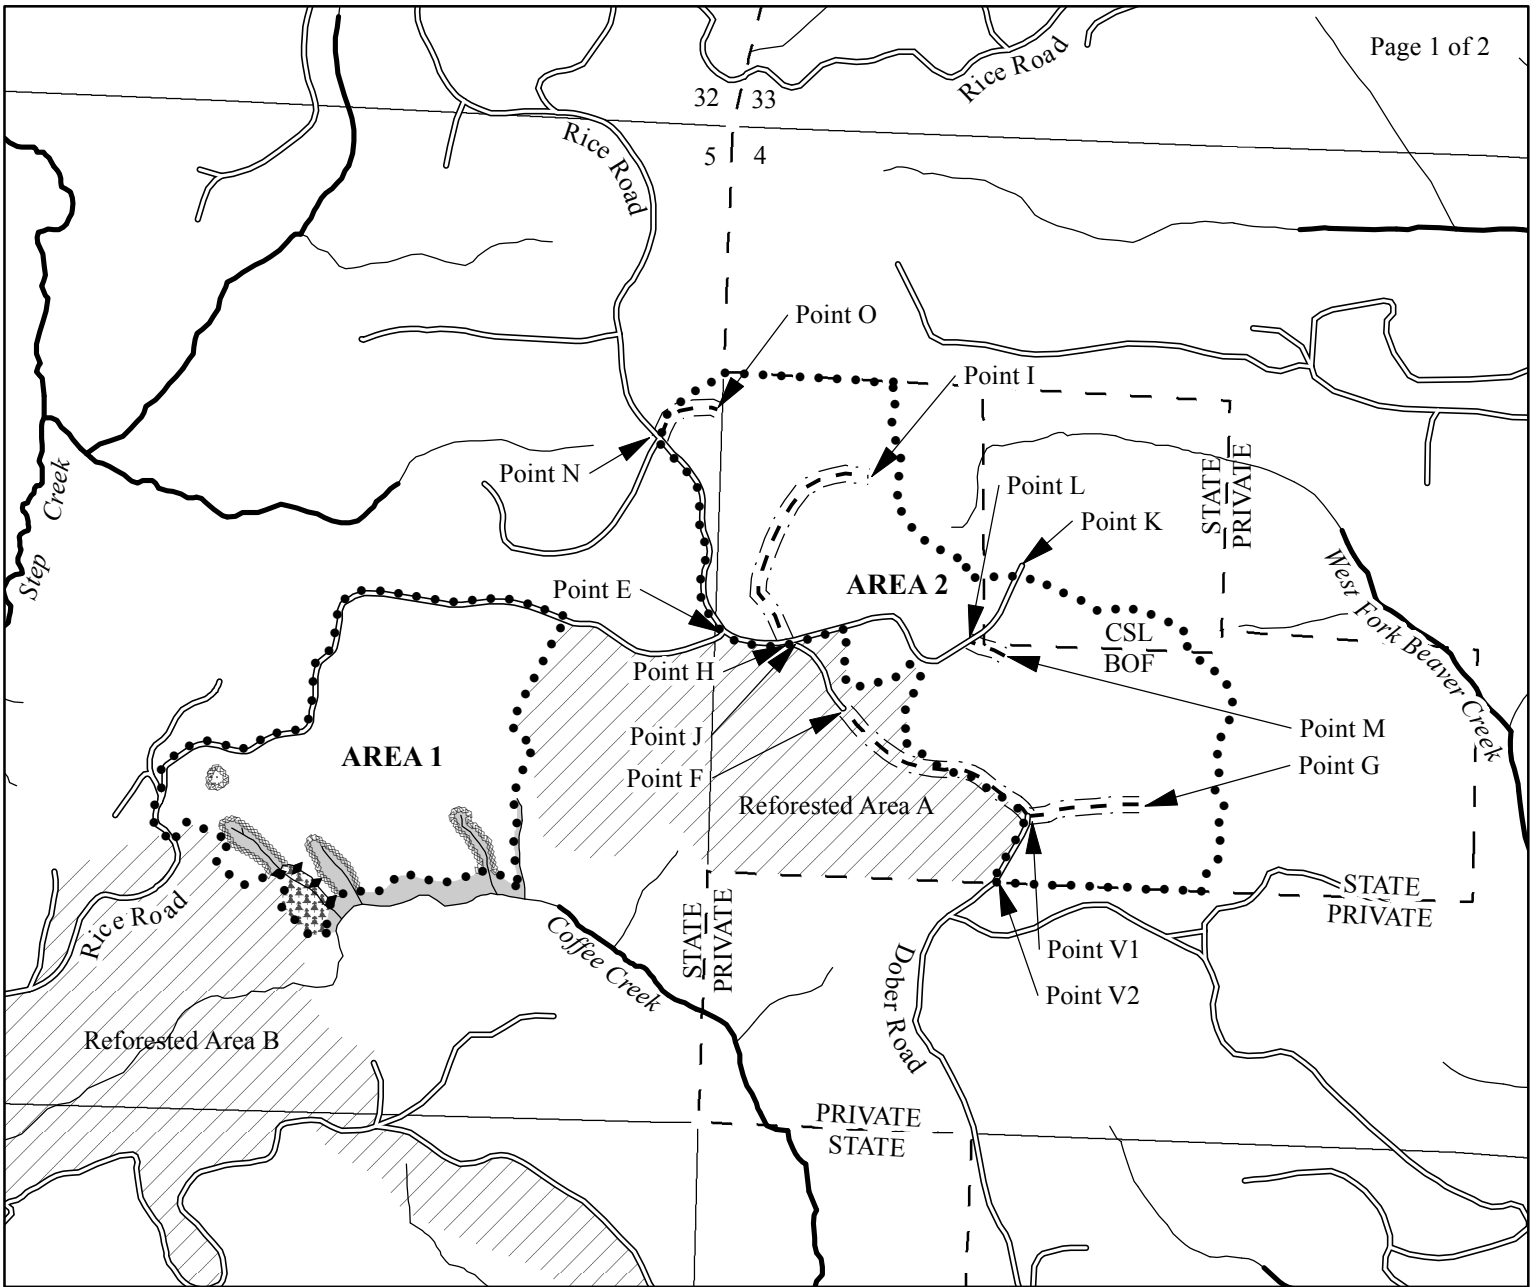 Page 1 of 2
Rice Road
32 33
Rice Road
5 4
Point O
Point I
Point N
Point L
STATE
PRIVATE
Step Creek
Point K
Point E
AREA 2
West Fork Beaver Creek
CSL
BOF
Point H
Point M
Point J
AREA 1
Point G
Point F
Reforested Area A
STATE
PRIVATE
Rice Road
STATE
PRIVATE
Coffee Creek
Point V1
Dober Road
Point V2
Reforested Area B
PRIVATE
STATE